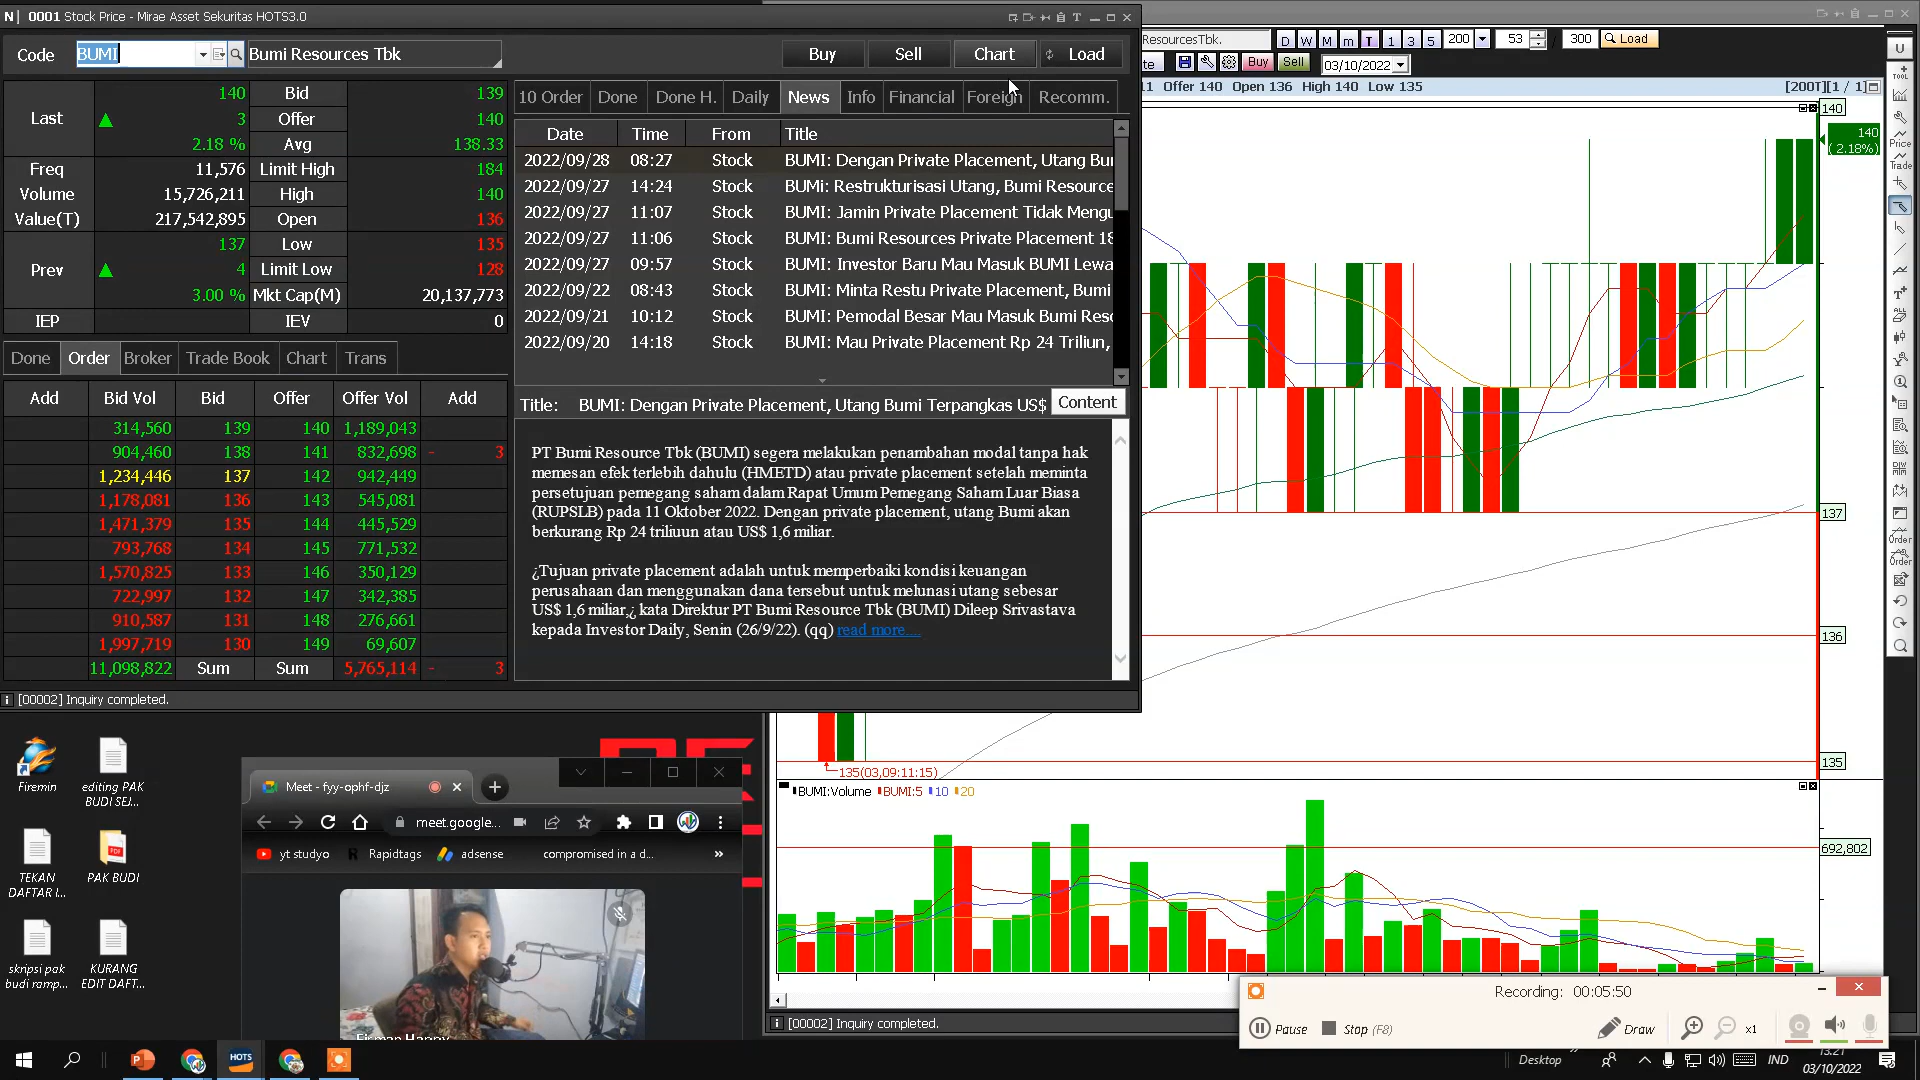 0001 Stock Price - Mirae Asset Sekuritas HOTS3.0
Code BUMI Bumi Resources Tbk Buy Sell Chart Load
Last 140 Bid 139
3 Offer 140
2.18 % Avg 138.33
Freq 11,576 Limit High 184
Volume 15,726,211 High 140
Value(T) 217,542,895 Open 136
Prev 137 Low 135
4 Limit Low 128
3.00 % Mkt Cap(M) 20,137,773
IEP IEV 0
10 Order Done Done H. Daily News Info Financial Foreign Recomm.
Date Time From Title
2022/09/28 08:27 Stock BUMI: Dengan Private Placement, Utang Bu
2022/09/27 14:24 Stock BUMi: Restrukturisasi Utang, Bumi Resource
2022/09/27 11:07 Stock BUMI: Jamin Private Placement Tidak Mengu
2022/09/27 11:06 Stock BUMI: Bumi Resources Private Placement 18
2022/09/27 09:57 Stock BUMI: Investor Baru Mau Masuk BUMI Lewa
2022/09/22 08:43 Stock BUMI: Minta Restu Private Placement, Bumi
2022/09/21 10:12 Stock BUMI: Pemodal Besar Mau Masuk Bumi Reso
2022/09/20 14:18 Stock BUMI: Mau Private Placement Rp 24 Triliun,
Title: BUMI: Dengan Private Placement, Utang Bumi Terpangkas US$ Content
PT Bumi Resource Tbk (BUMI) segera melakukan penambahan modal tanpa hak
memesan efek terlebih dahulu (HMETD) atau private placement setelah meminta
persetujuan pemegang saham dalam Rapat Umum Pemegang Saham Luar Biasa
(RUPSLB) pada 11 Oktober 2022. Dengan private placement, utang Bumi akan
berkurang Rp 24 triliuun atau US$ 1,6 miliar.
¿Tujuan private placement adalah untuk memperbaiki kondisi keuangan
perusahaan dan menggunakan dana tersebut untuk melunasi utang sebesar
US$ 1,6 miliar,¿ kata Direktur PT Bumi Resource Tbk (BUMI) Dileep Srivastava
kepada Investor Daily, Senin (26/9/22). (qq) read more....
Done Order Broker Trade Book Chart Trans
Add Bid Vol Bid Offer Offer Vol Add
314,560 139 140 1,189,043
904,460 138 141 832,698 - 3
1,234,446 137 142 942,449
1,178,081 136 143 545,081
1,471,379 135 144 445,529
793,768 134 145 771,532
1,570,825 133 146 350,129
722,997 132 147 342,385
910,587 131 148 276,661
1,997,719 130 149 69,607
11,098,822 Sum Sum 5,765,114 - 3
[00002] Inquiry completed.
ResourcesTbk. D W M m T 1 3 5 200 53 300 Load
te Buy Sell 03/10/2022
11 Offer 140 Open 136 High 140 Low 135 [200T][1 / 1]
140
140
( 2.18%)
137
136
135
135(03,09:11:15)
BUMI:Volume BUMI:5 10 20
692,802
[00002] Inquiry completed.
U
TOOL
Price
Trade
Order
Order
Firemin
editing PAK
BUDI SEJ...
TEKAN
DAFTAR I...
PAK BUDI
skripsi pak
budi ramp...
KURANG
EDIT DAFT...
Meet - fyy-ophf-djz
meet.google...
yt studyo Rapidtags adsense compromised in a d... »
Firman Happy
Recording: 00:05:50
Pause Stop (F8) Draw x1
HOTS
Desktop » IND
13.21
03/10/2022